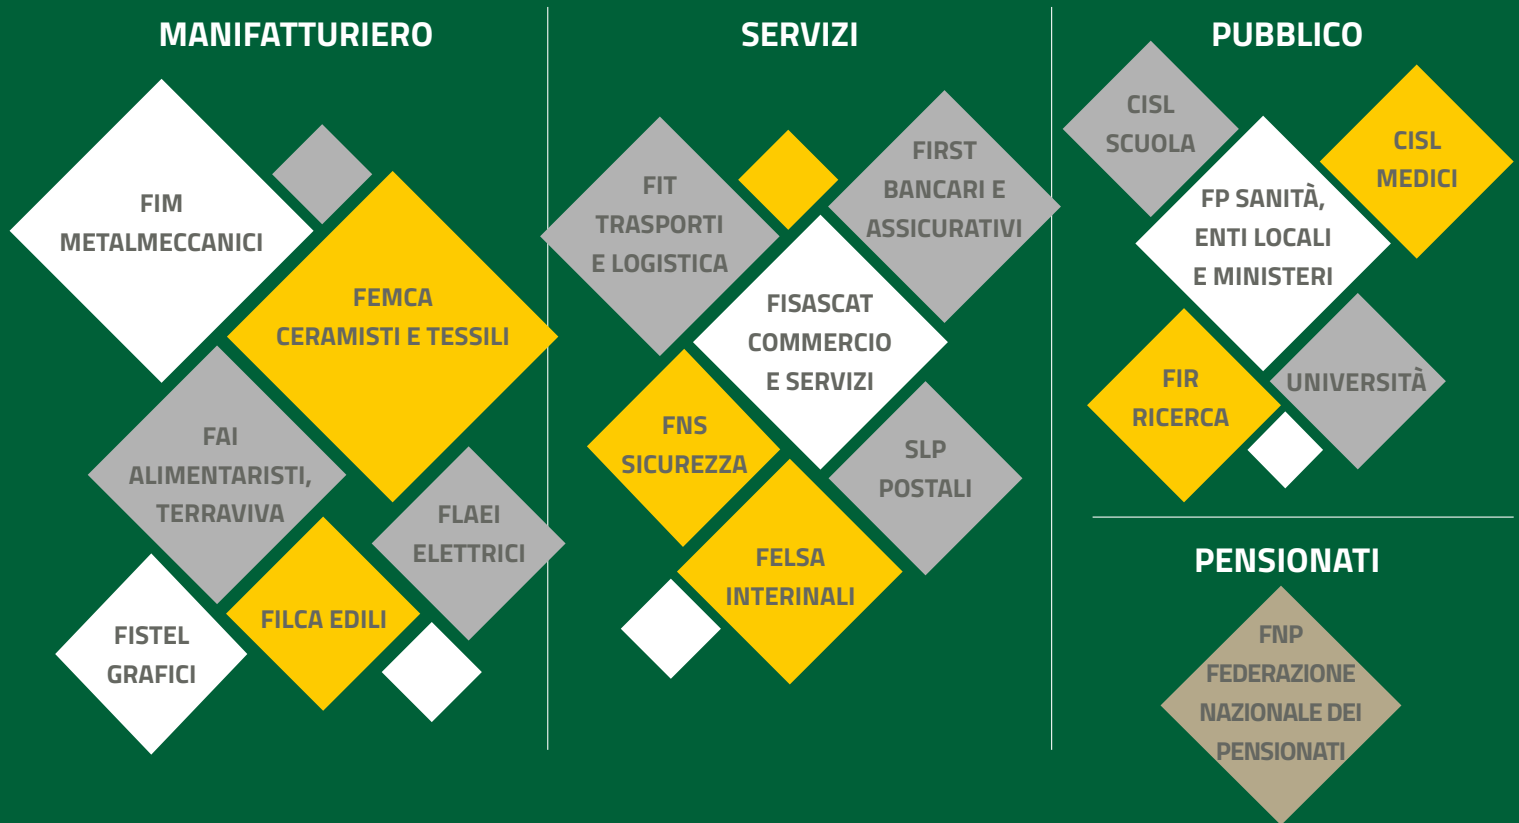 MANIFATTURIERO
FIM
METALMECCANICI
FEMCA
CERAMISTI E TESSILI
FAI
ALIMENTARISTI,
TERRAVIVA
FLAEI
ELETTRICI
FILCA EDILI
FISTEL
GRAFICI
SERVIZI
FIT
TRASPORTI
E LOGISTICA
FIRST
BANCARI E
ASSICURATIVI
FISASCAT
COMMERCIO
E SERVIZI
FNS
SICUREZZA
SLP
POSTALI
FELSA
INTERINALI
PUBBLICO
CISL
SCUOLA
CISL
MEDICI
FP SANITÀ,
ENTI LOCALI
E MINISTERI
FIR
RICERCA
UNIVERSITÀ
PENSIONATI
FNP
FEDERAZIONE
NAZIONALE DEI
PENSIONATI